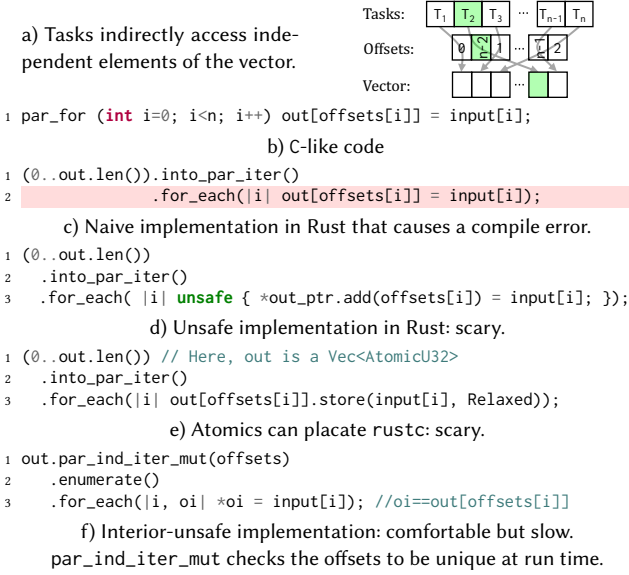 Tasks: T1 T2 T3 ... Tn-1 Tn
a) Tasks indirectly access inde-
pendent elements of the vector.
Offsets: 0 n-2 1 ... n-1 2
Vector: ...
1 par_for (int i=0; i<n; i++) out[offsets[i]] = input[i];
b) C-like code
1 (0..out.len()).into_par_iter()
2 .for_each(|i| out[offsets[i]] = input[i]);
c) Naive implementation in Rust that causes a compile error.
1 (0..out.len())
2 .into_par_iter()
3 .for_each( |i| unsafe { *out_ptr.add(offsets[i]) = input[i]; });
d) Unsafe implementation in Rust: scary.
1 (0..out.len()) // Here, out is a Vec<AtomicU32>
2 .into_par_iter()
3 .for_each(|i| out[offsets[i]].store(input[i], Relaxed));
e) Atomics can placate rustc: scary.
1 out.par_ind_iter_mut(offsets)
2 .enumerate()
3 .for_each(|i, oi| *oi = input[i]); //oi==out[offsets[i]]
f) Interior-unsafe implementation: comfortable but slow.
par_ind_iter_mut checks the offsets to be unique at run time.